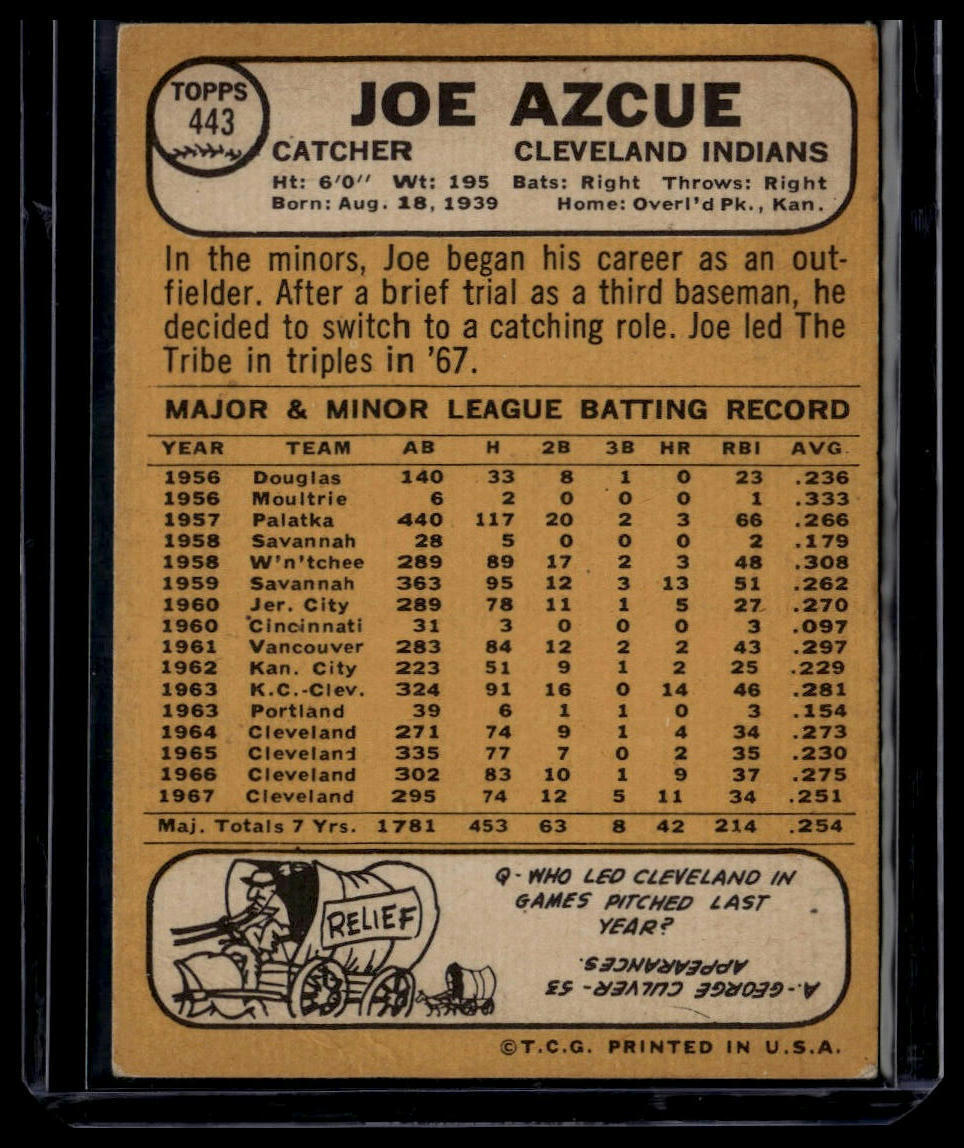 TOPPS
443
JOE AZCUE
CATCHER CLEVELAND INDIANS
Ht: 6'0" Wt: 195 Bats: Right Throws: Right
Born: Aug. 18, 1939 Home: Overl'd Pk., Kan.
In the minors, Joe began his career as an out-
fielder. After a brief trial as a third baseman, he
decided to switch to a catching role. Joe led The
Tribe in triples in '67.
MAJOR & MINOR LEAGUE BATTING RECORD
YEAR TEAM AB H 2B 3B HR RBI AVG.
1956 Douglas 140 33 8 1 0 23 .236
1956 Moultrie 6 2 0 0 0 1 .333
1957 Palatka 440 117 20 2 3 66 .266
1958 Savannah 28 5 0 0 0 2 .179
1958 W'n'tchee 289 89 17 2 3 48 .308
1959 Savannah 363 95 12 3 13 51 .262
1960 Jer. City 289 78 11 1 5 27 .270
1960 Cincinnati 31 3 0 0 0 3 .097
1961 Vancouver 283 84 12 2 2 43 .297
1962 Kan. City 223 51 9 1 2 25 .229
1963 K.C.-Clev. 324 91 16 0 14 46 .281
1963 Portland 39 6 1 1 0 3 .154
1964 Cleveland 271 74 9 1 4 34 .273
1965 Cleveland 335 77 7 0 2 35 .230
1966 Cleveland 302 83 10 1 9 37 .275
1967 Cleveland 295 74 12 5 11 34 .251
Maj. Totals 7 Yrs. 1781 453 63 8 42 214 .254
RELIEF
Q - WHO LED CLEVELAND IN
GAMES PITCHED LAST
YEAR?
A.- GEORGE CULVER - 53
APPEARANCES.
©T.C.G. PRINTED IN U.S.A.